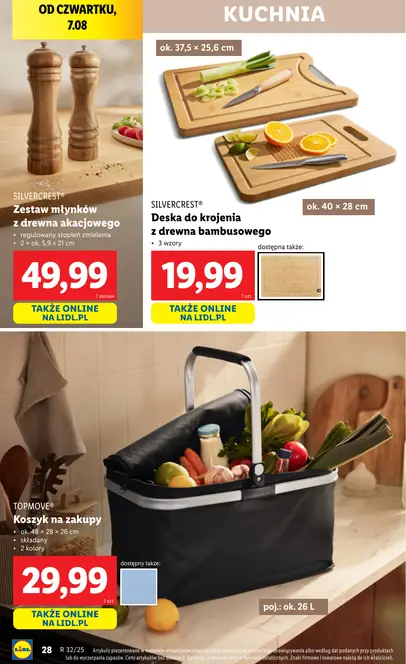 OD CZWARTKU,
7.08
KUCHNIA
ok. 37,5 × 25,6 cm
ok. 40 × 28 cm
SILVERCREST®
Zestaw młynków
z drewna akacjowego
• regulowany stopień zmielenia
• 2 × ok. 5,9 x 21 cm
49,99
1 zestaw
TAKŻE ONLINE
NA LIDL.PL
SILVERCREST®
Deska do krojenia
z drewna bambusowego
• 3 wzory
dostępna także:
19,99
1 szt.
TAKŻE ONLINE
NA LIDL.PL
TOPMOVE®
Koszyk na zakupy
• ok. 48 × 28 × 26 cm
• składany
• 2 kolory
dostępny także:
29,99
1 szt.
TAKŻE ONLINE
NA LIDL.PL
poj.: ok. 26 L
LIDL
28
R 32/25